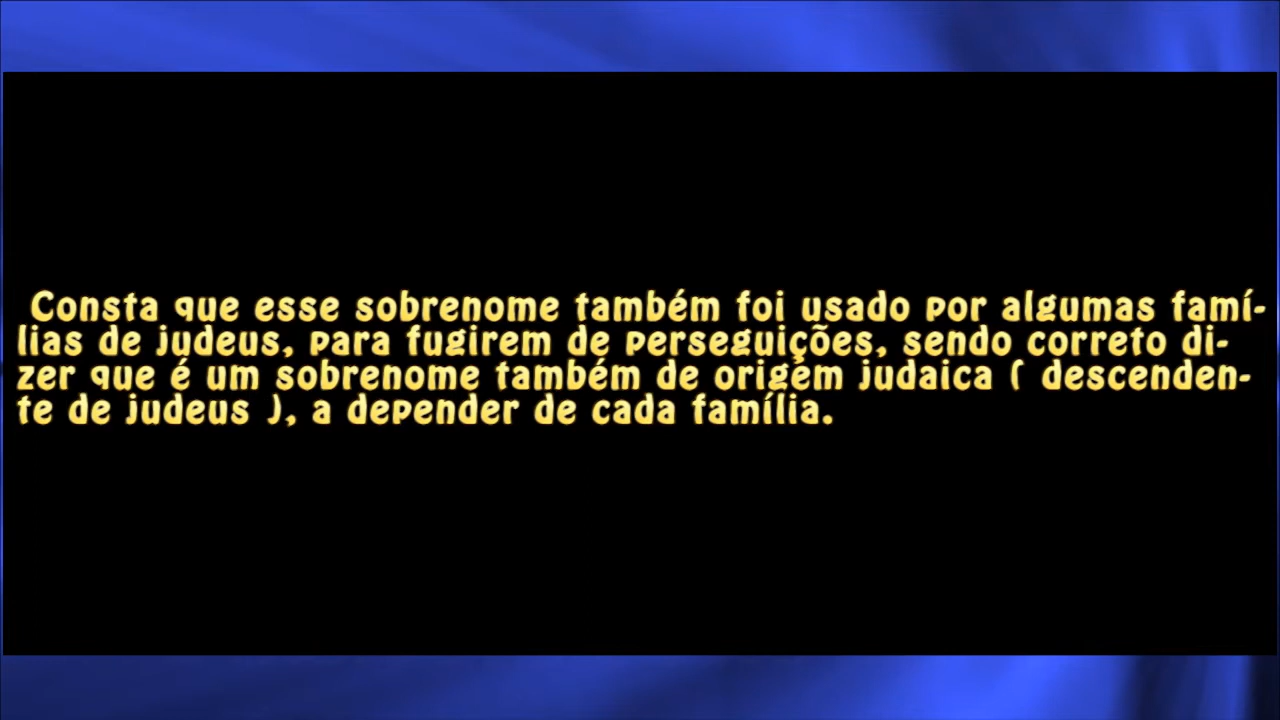 Consta que esse sobrenome também foi usado por algumas famí-
lias de judeus, para fugirem de perseguições, sendo correto di-
zer que é um sobrenome também de origem judaica ( descenden-
te de judeus ), a depender de cada família.